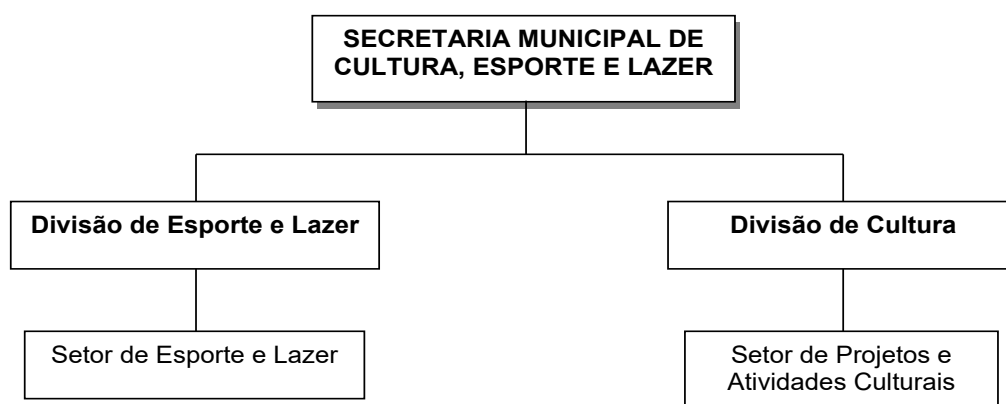 SECRETARIA MUNICIPAL DE
CULTURA, ESPORTE E LAZER
Divisão de Esporte e Lazer
Divisão de Cultura
Setor de Esporte e Lazer
Setor de Projetos e
Atividades Culturais